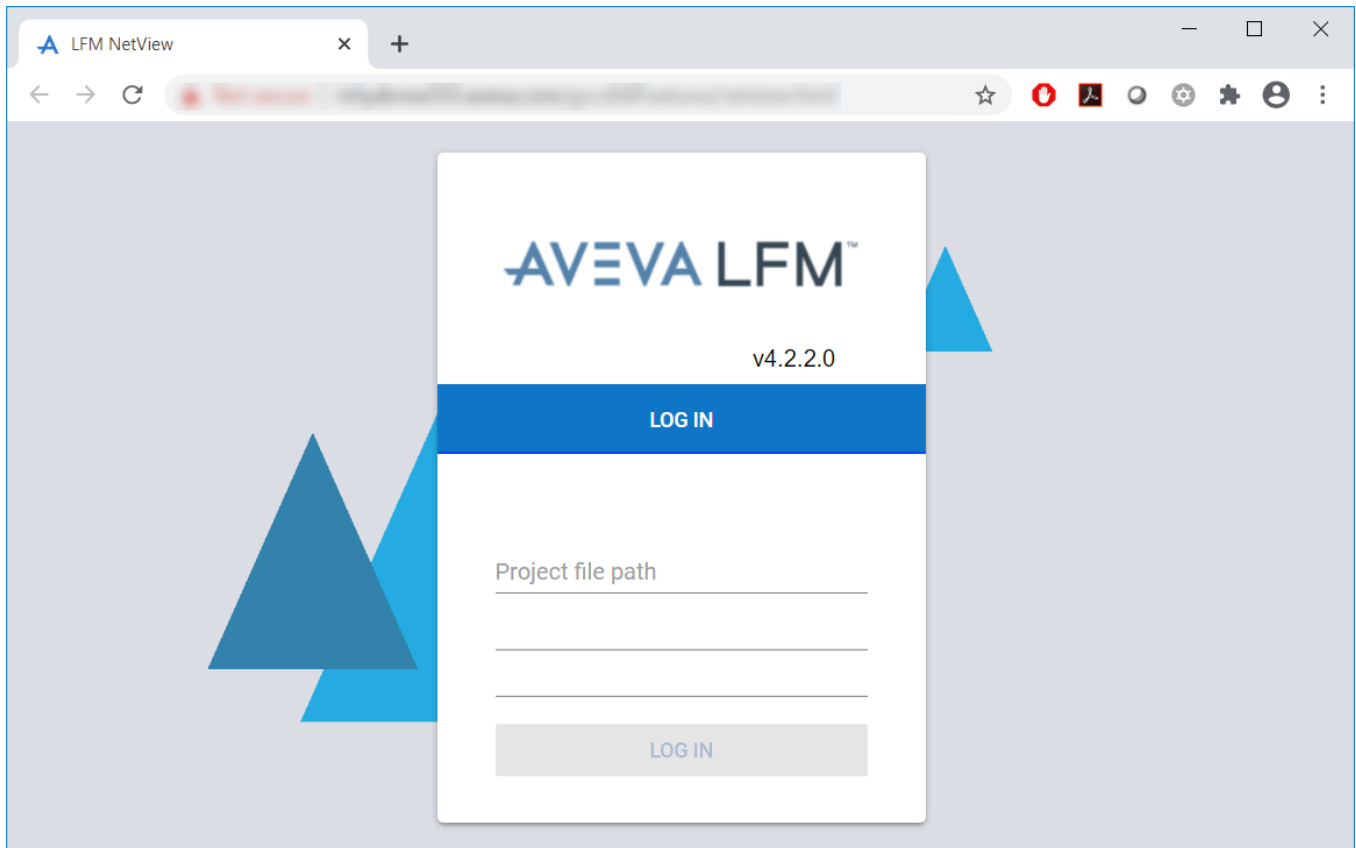 LFM NetView
AVEVA LFM™
v4.2.2.0
LOG IN
Project file path
LOG IN